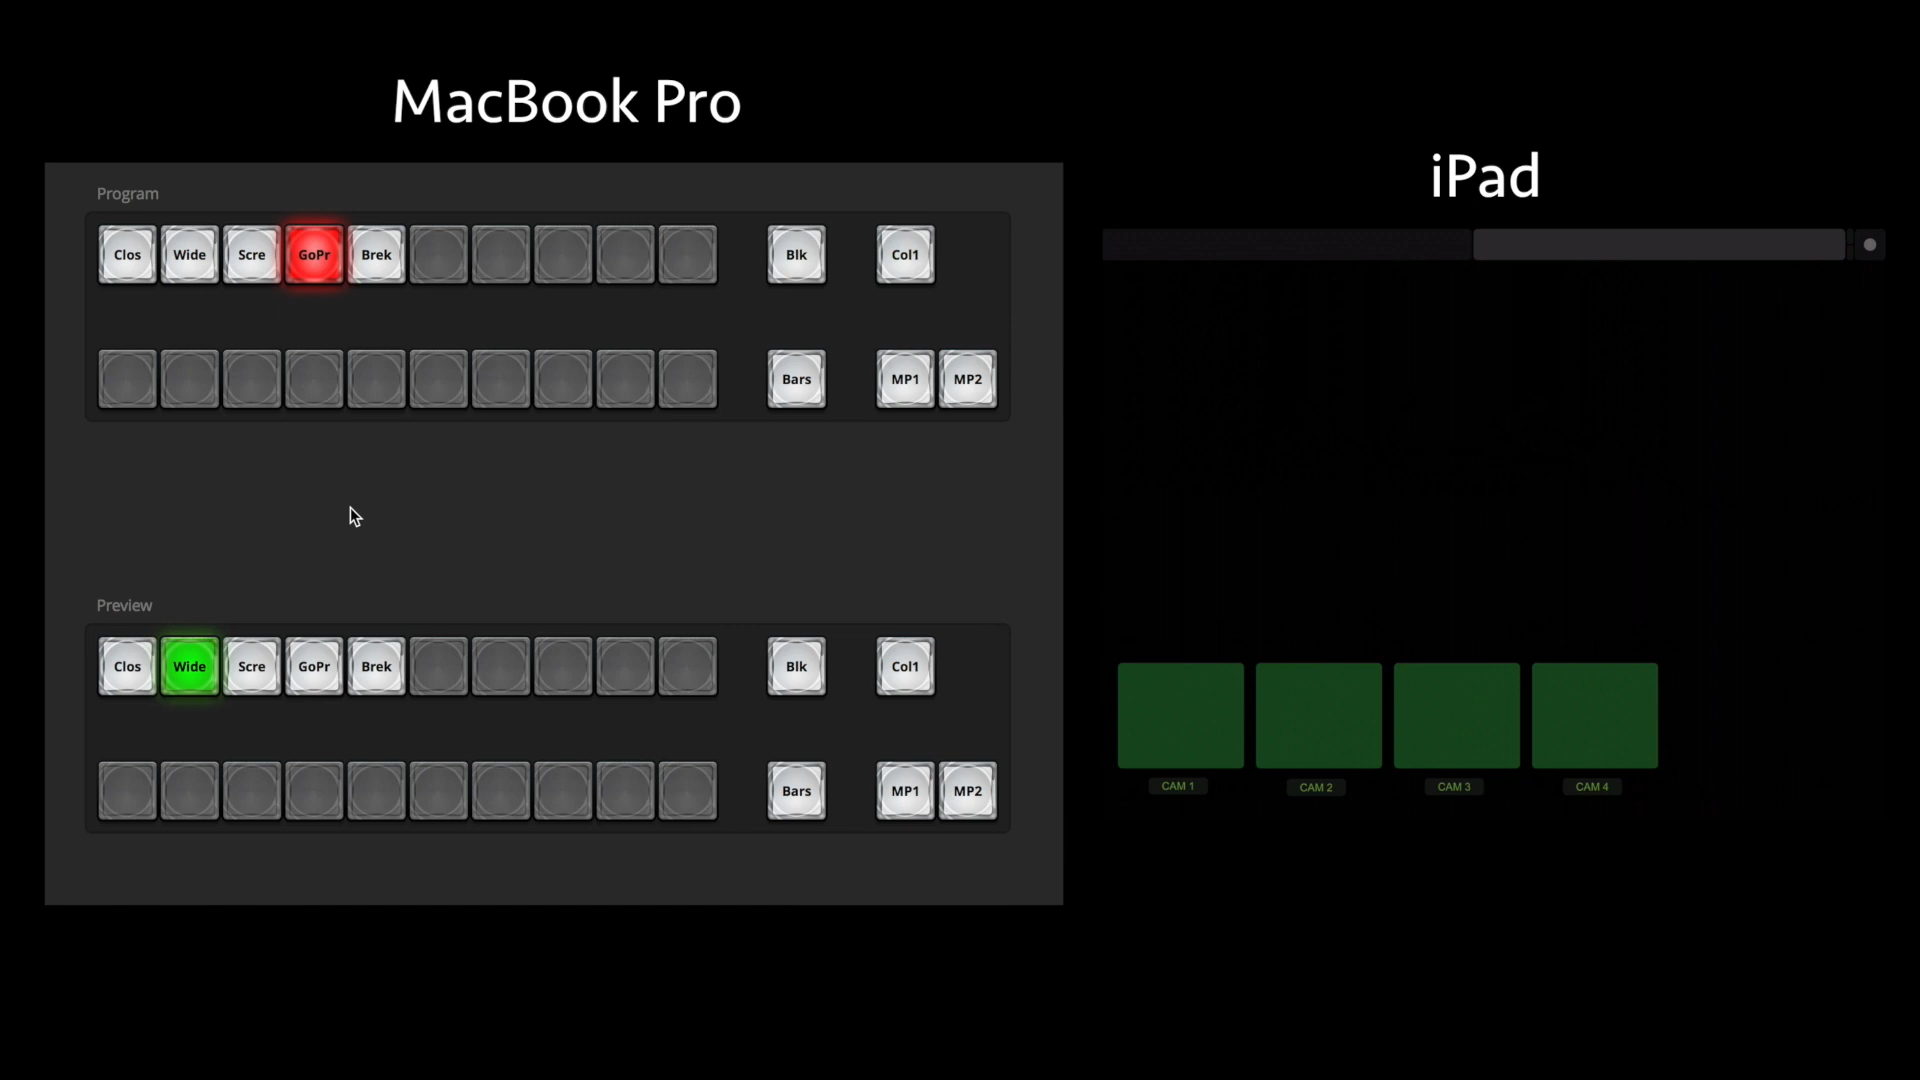 MacBook Pro
Program
Clos Wide Scre GoPr Brek Blk Col1
Bars MP1 MP2
Preview
Clos Wide Scre GoPr Brek Blk Col1
Bars MP1 MP2
iPad
CAM 1 CAM 2 CAM 3 CAM 4